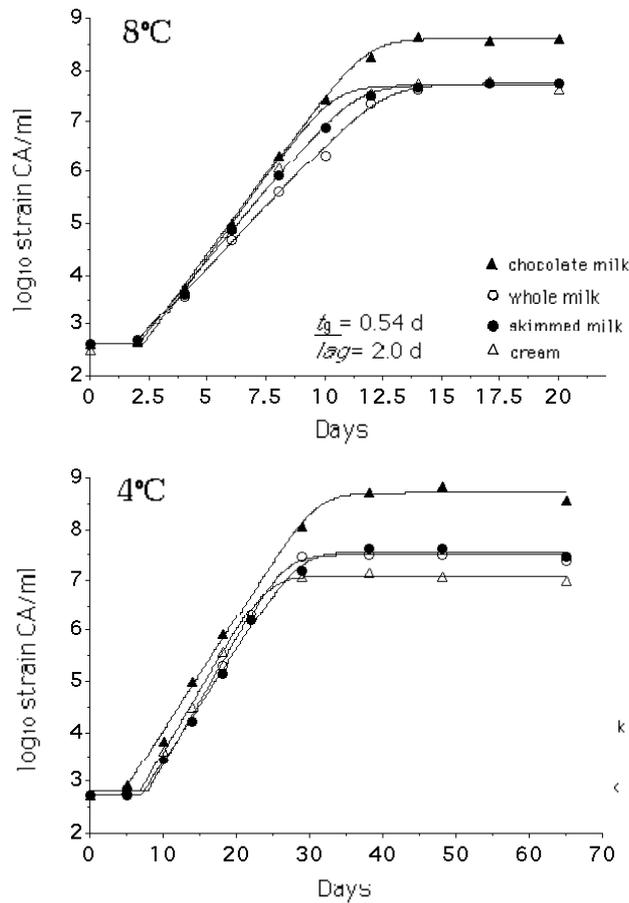 8°C
9
8
7
6
5
4
3
2
log10 strain CA/ml
▲ chocolate milk
○ whole milk
● skimmed milk
△ cream
tg = 0.54 d
lag = 2.0 d
0 2.5 5 7.5 10 12.5 15 17.5 20
Days
4°C
9
8
7
6
5
4
3
2
log10 strain CA/ml
k
0 10 20 30 40 50 60 70
Days